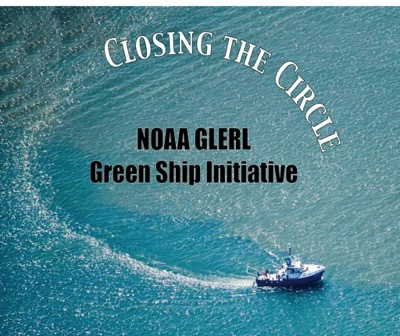 CLOSING THE CIRCLE
NOAA GLERL
Green Ship Initiative